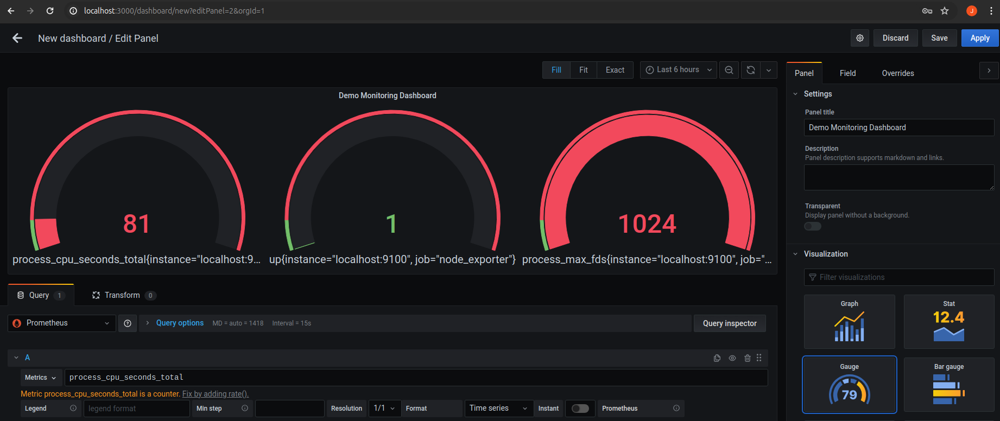 localhost:3000/dashboard/new?editPanel=2&orgId=1
J
New dashboard / Edit Panel
Discard
Save
Apply
Fill
Fit
Exact
Last 6 hours
Panel
Field
Overrides
Demo Monitoring Dashboard
81
1
1024
process_cpu_seconds_total{instance="localhost:9...
up{instance="localhost:9100", job="node_exporter"}
process_max_fds{instance="localhost:9100", job="...
Query 1
Transform 0
Prometheus
Query options
MD = auto = 1418
Interval = 15s
Query inspector
A
Metrics
process_cpu_seconds_total
Metric process_cpu_seconds_total is a counter. Fix by adding rate().
Legend
legend format
Min step
Resolution
1/1
Format
Time series
Instant
Prometheus
Settings
Panel title
Demo Monitoring Dashboard
Description
Panel description supports markdown and links.
Transparent
Display panel without a background.
Visualization
Filter visualizations
Graph
Stat
12.4
Gauge
79
Bar gauge